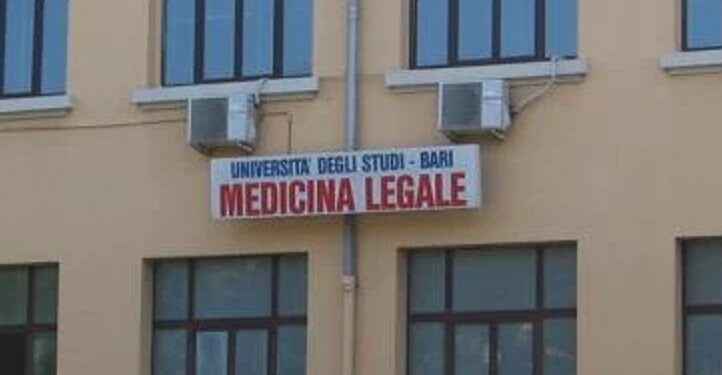 UNIVERSITA' DEGLI STUDI - BARI
MEDICINA LEGALE